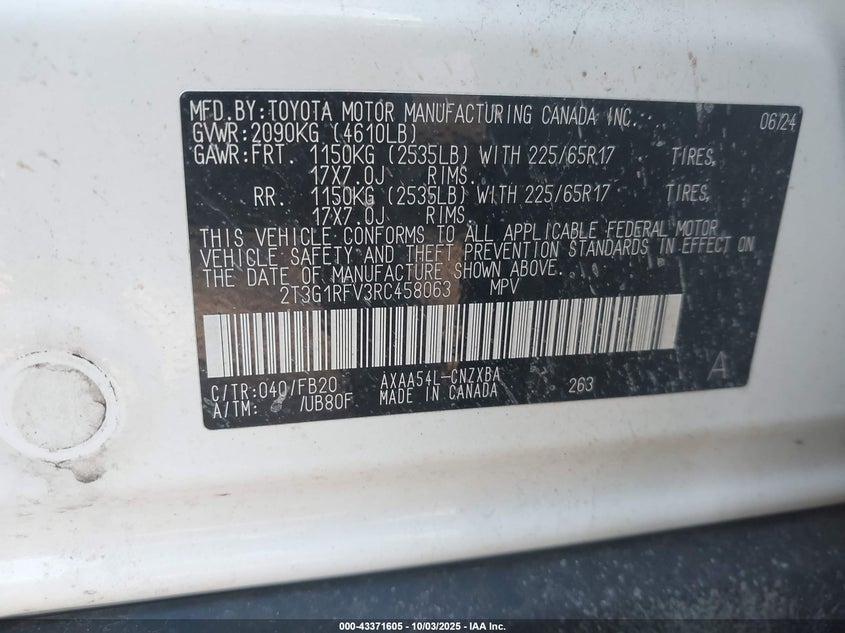 MFD.BY:TOYOTA MOTOR MANUFACTURING CANADA INC. 06/24
GVWR:2090KG (4610LB)
GAWR:FRT. 1150KG (2535LB) WITH 225/65R17 TIRES,
17X7.0J RIMS.
RR. 1150KG (2535LB) WITH 225/65R17 TIRES,
17X7.0J RIMS.
THIS VEHICLE CONFORMS TO ALL APPLICABLE FEDERAL MOTOR
VEHICLE SAFETY AND THEFT PREVENTION STANDARDS IN EFFECT ON
THE DATE OF MANUFACTURE SHOWN ABOVE.
2T3G1RFV3RC458063 MPV
C/TR:040/FB20 AXAA54L-CNZXBA 263 A
A/TM: / /UB80F MADE IN CANADA
000-43371605 - 10/03/2025 - IAA Inc.